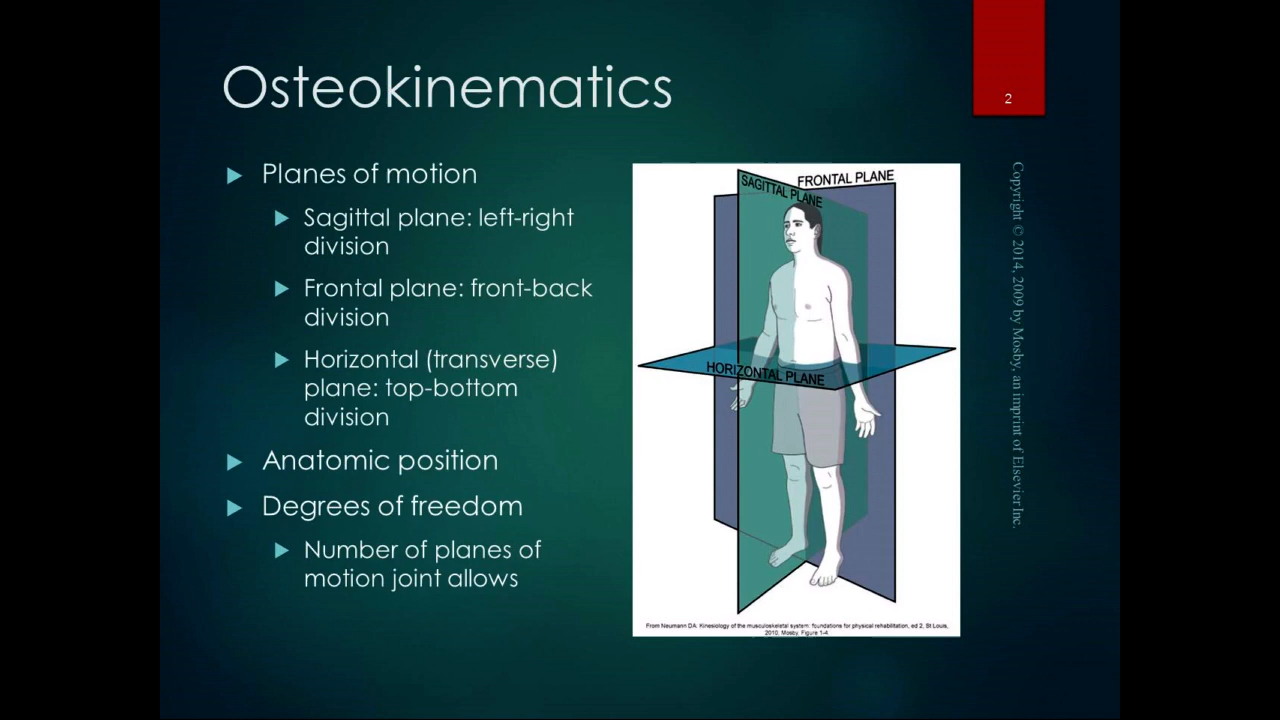 Osteokinematics
2
Planes of motion
Sagittal plane: left-right
division
Frontal plane: front-back
division
Horizontal (transverse)
plane: top-bottom
division
Anatomic position
Degrees of freedom
Number of planes of
motion joint allows
SAGITTAL PLANE
FRONTAL PLANE
HORIZONTAL PLANE
From Neumann DA: Kinesiology of the musculoskeletal system: foundations for physical rehabilitation, ed 2, St Louis,
2010, Mosby, Figure 1-4.
Copyright © 2014, 2009 by Mosby, an imprint of Elsevier Inc.